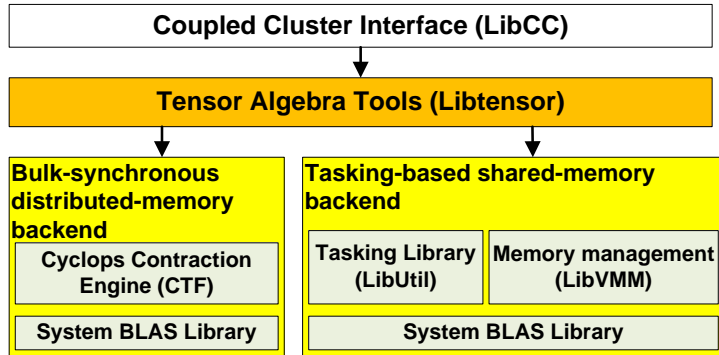 Coupled Cluster Interface (LibCC)
Tensor Algebra Tools (Libtensor)
Bulk-synchronous
distributed-memory
backend
Cyclops Contraction
Engine (CTF)
System BLAS Library
Tasking-based shared-memory
backend
Tasking Library
(LibUtil)
Memory management
(LibVMM)
System BLAS Library